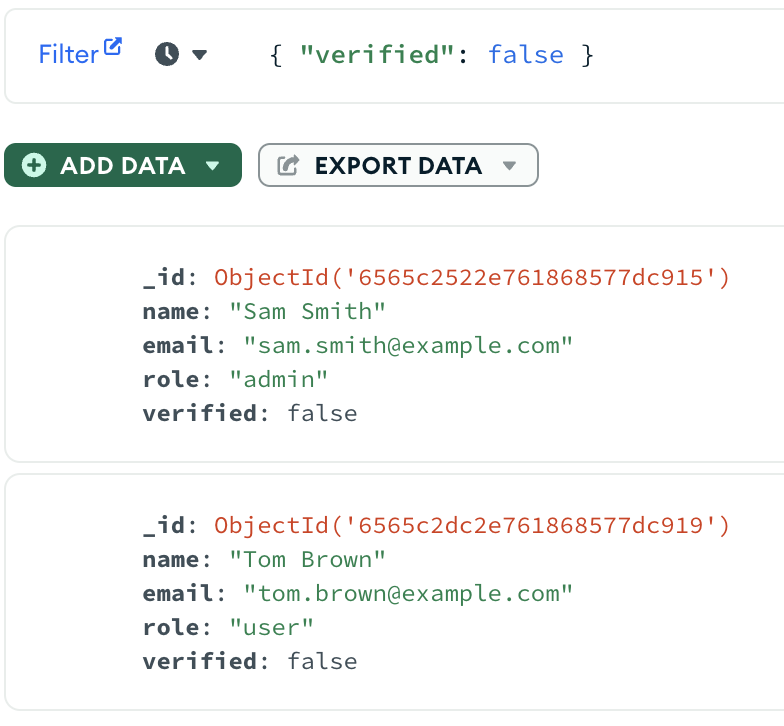 Filter { "verified": false }
ADD DATA EXPORT DATA
_id: ObjectId('6565c2522e761868577dc915')
name: "Sam Smith"
email: "sam.smith@example.com"
role: "admin"
verified: false
_id: ObjectId('6565c2dc2e761868577dc919')
name: "Tom Brown"
email: "tom.brown@example.com"
role: "user"
verified: false